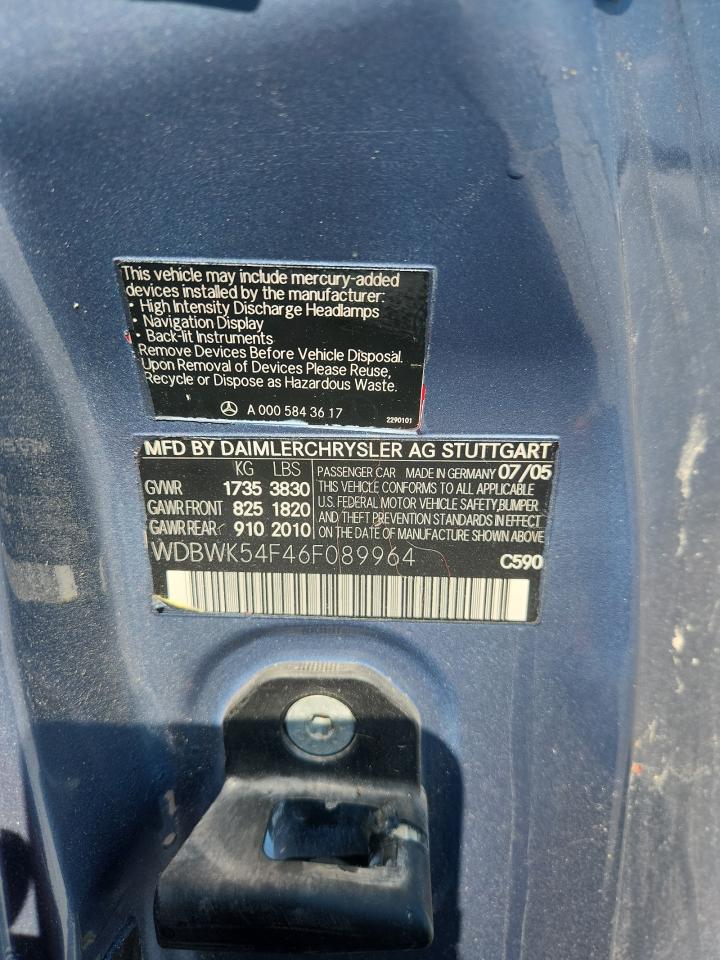 This vehicle may include mercury-added
devices installed by the manufacturer:
• High Intensity Discharge Headlamps
• Navigation Display
• Back-lit Instruments
Remove Devices Before Vehicle Disposal.
Upon Removal of Devices Please Reuse,
Recycle or Dispose as Hazardous Waste.
A 000 584 36 17
2290101
MFD BY DAIMLERCHRYSLER AG STUTTGART
KG LBS PASSENGER CAR MADE IN GERMANY 07/05
GVWR 1735 3830 THIS VEHICLE CONFORMS TO ALL APPLICABLE
GAWR FRONT 825 1820 U.S. FEDERAL MOTOR VEHICLE SAFETY,BUMPER
AND THEFT PREVENTION STANDARDS IN EFFECT
GAWR REAR 910 2010 ON THE DATE OF MANUFACTURE SHOWN ABOVE
WDBWK54F46F089964 C590